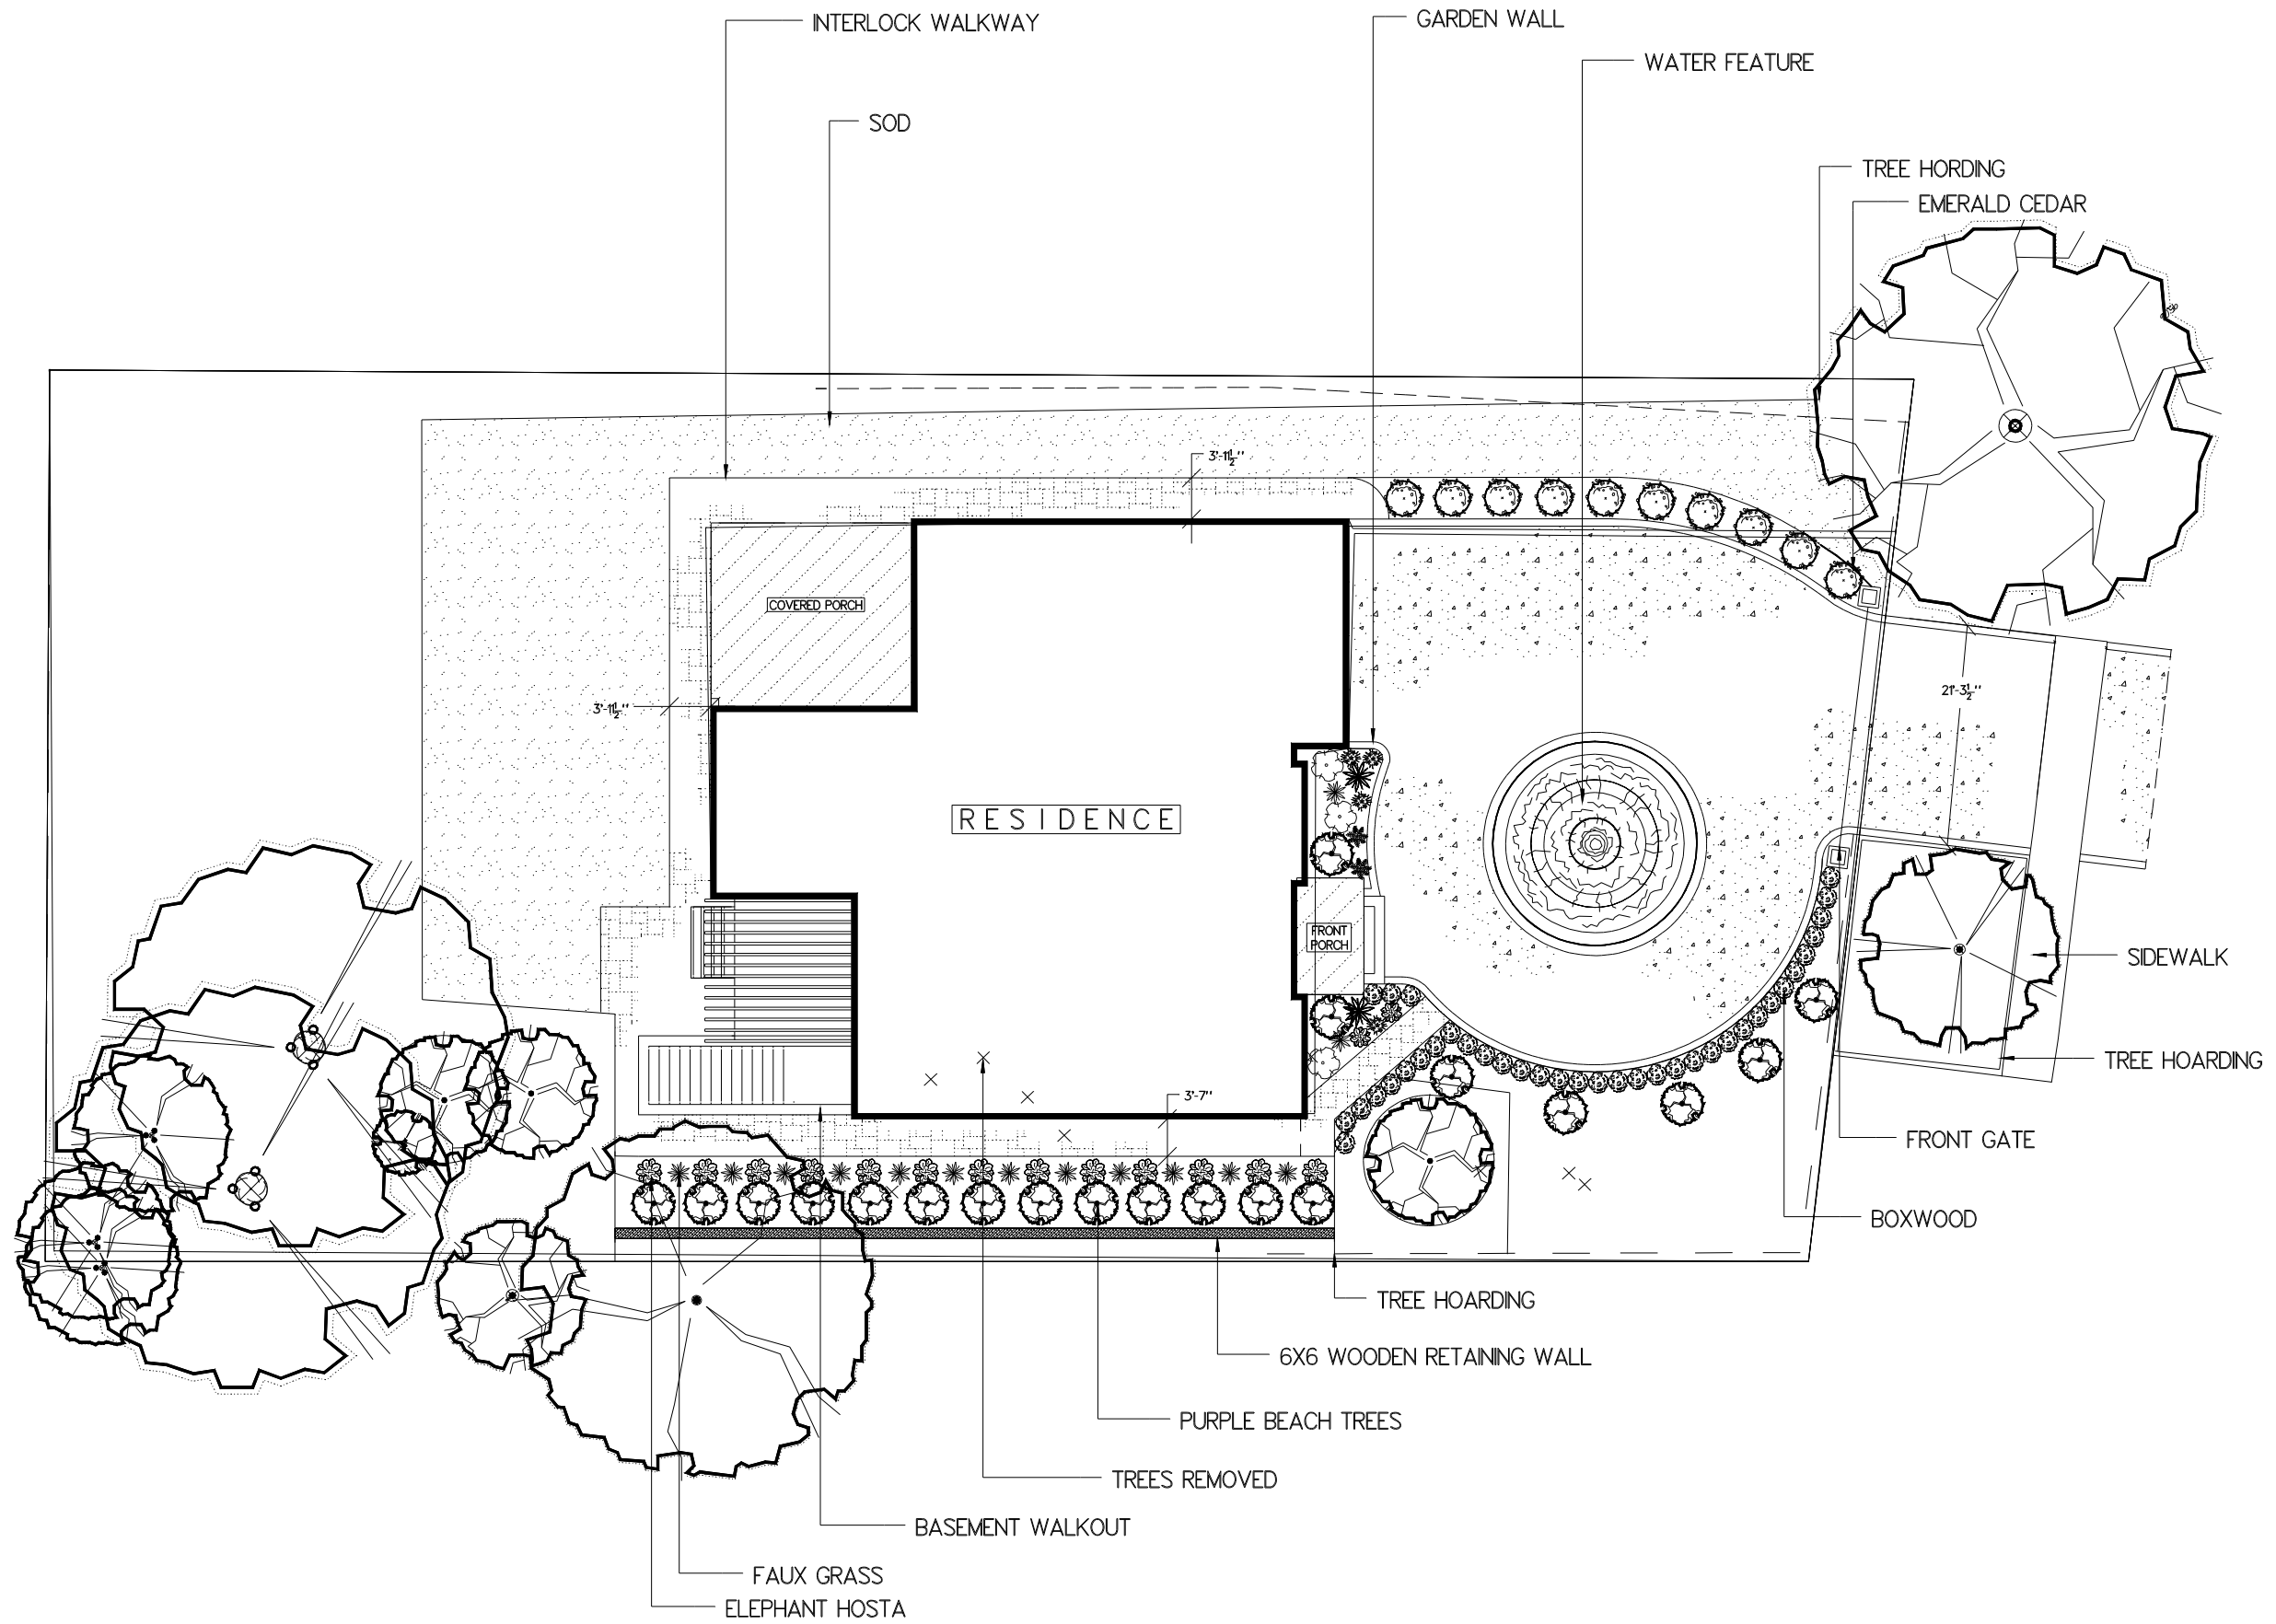 GARDEN WALL
INTERLOCK WALKWAY
WATER FEATURE
SOD
TREE HORDING
EMERALD CEDAR
3'-11½"
COVERED PORCH
21'-3½"
3'-11½"
RESIDENCE
FRONT
PORCH
SIDEWALK
TREE HOARDING
3'-7"
FRONT GATE
BOXWOOD
TREE HOARDING
6X6 WOODEN RETAINING WALL
PURPLE BEACH TREES
TREES REMOVED
BASEMENT WALKOUT
FAUX GRASS
ELEPHANT HOSTA